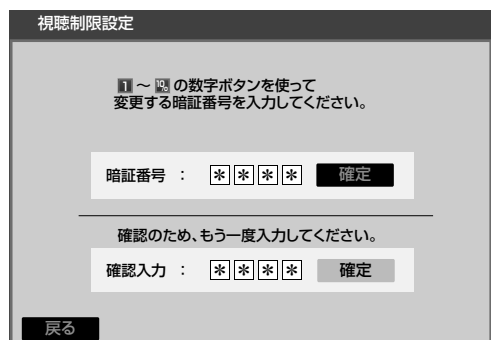 視聴制限設定
1 ~ 10 の数字ボタンを使って
変更する暗証番号を入力してください。
暗証番号 : * * * * 確定
確認のため、もう一度入力してください。
確認入力 : * * * * 確定
戻る